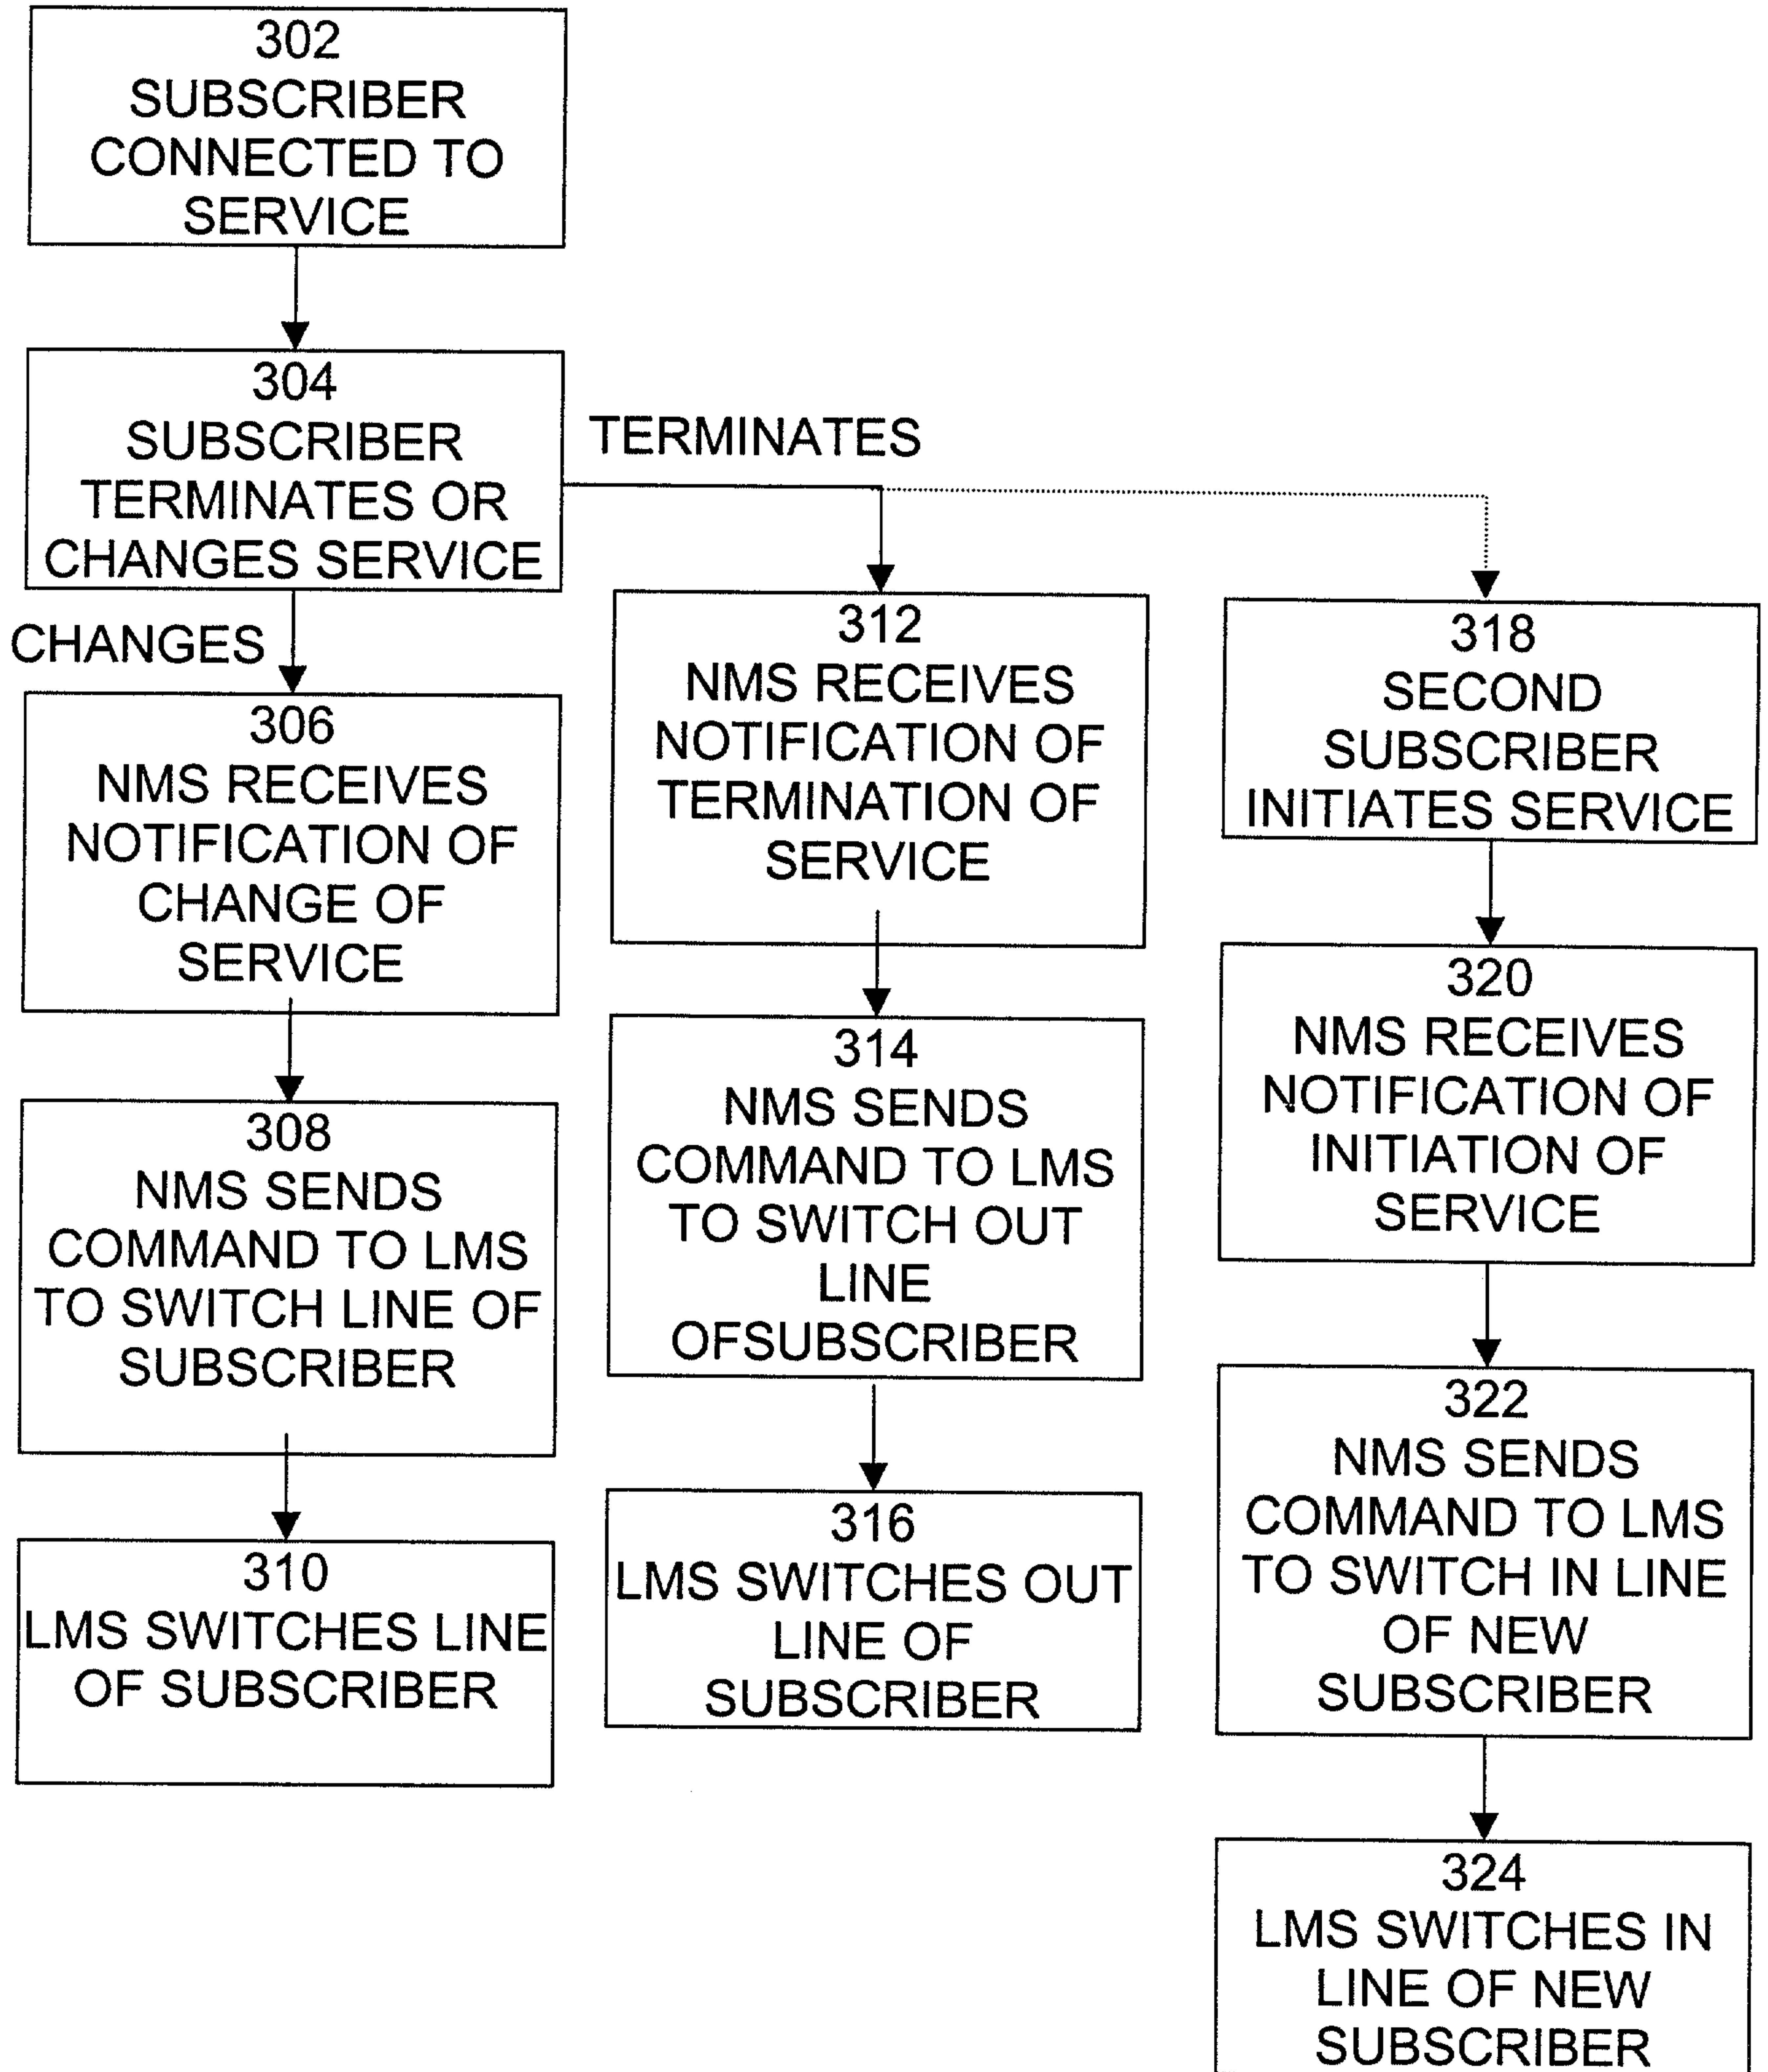 302
SUBSCRIBER
CONNECTED TO
SERVICE
304
SUBSCRIBER
TERMINATES OR
CHANGES SERVICE
TERMINATES
CHANGES
306
NMS RECEIVES
NOTIFICATION OF
CHANGE OF
SERVICE
308
NMS SENDS
COMMAND TO LMS
TO SWITCH LINE OF
SUBSCRIBER
310
LMS SWITCHES LINE
OF SUBSCRIBER
312
NMS RECEIVES
NOTIFICATION OF
TERMINATION OF
SERVICE
314
NMS SENDS
COMMAND TO LMS
TO SWITCH OUT
LINE
OFSUBSCRIBER
316
LMS SWITCHES OUT
LINE OF
SUBSCRIBER
318
SECOND
SUBSCRIBER
INITIATES SERVICE
320
NMS RECEIVES
NOTIFICATION OF
INITIATION OF
SERVICE
322
NMS SENDS
COMMAND TO LMS
TO SWITCH IN LINE
OF NEW
SUBSCRIBER
324
LMS SWITCHES IN
LINE OF NEW
SUBSCRIBER